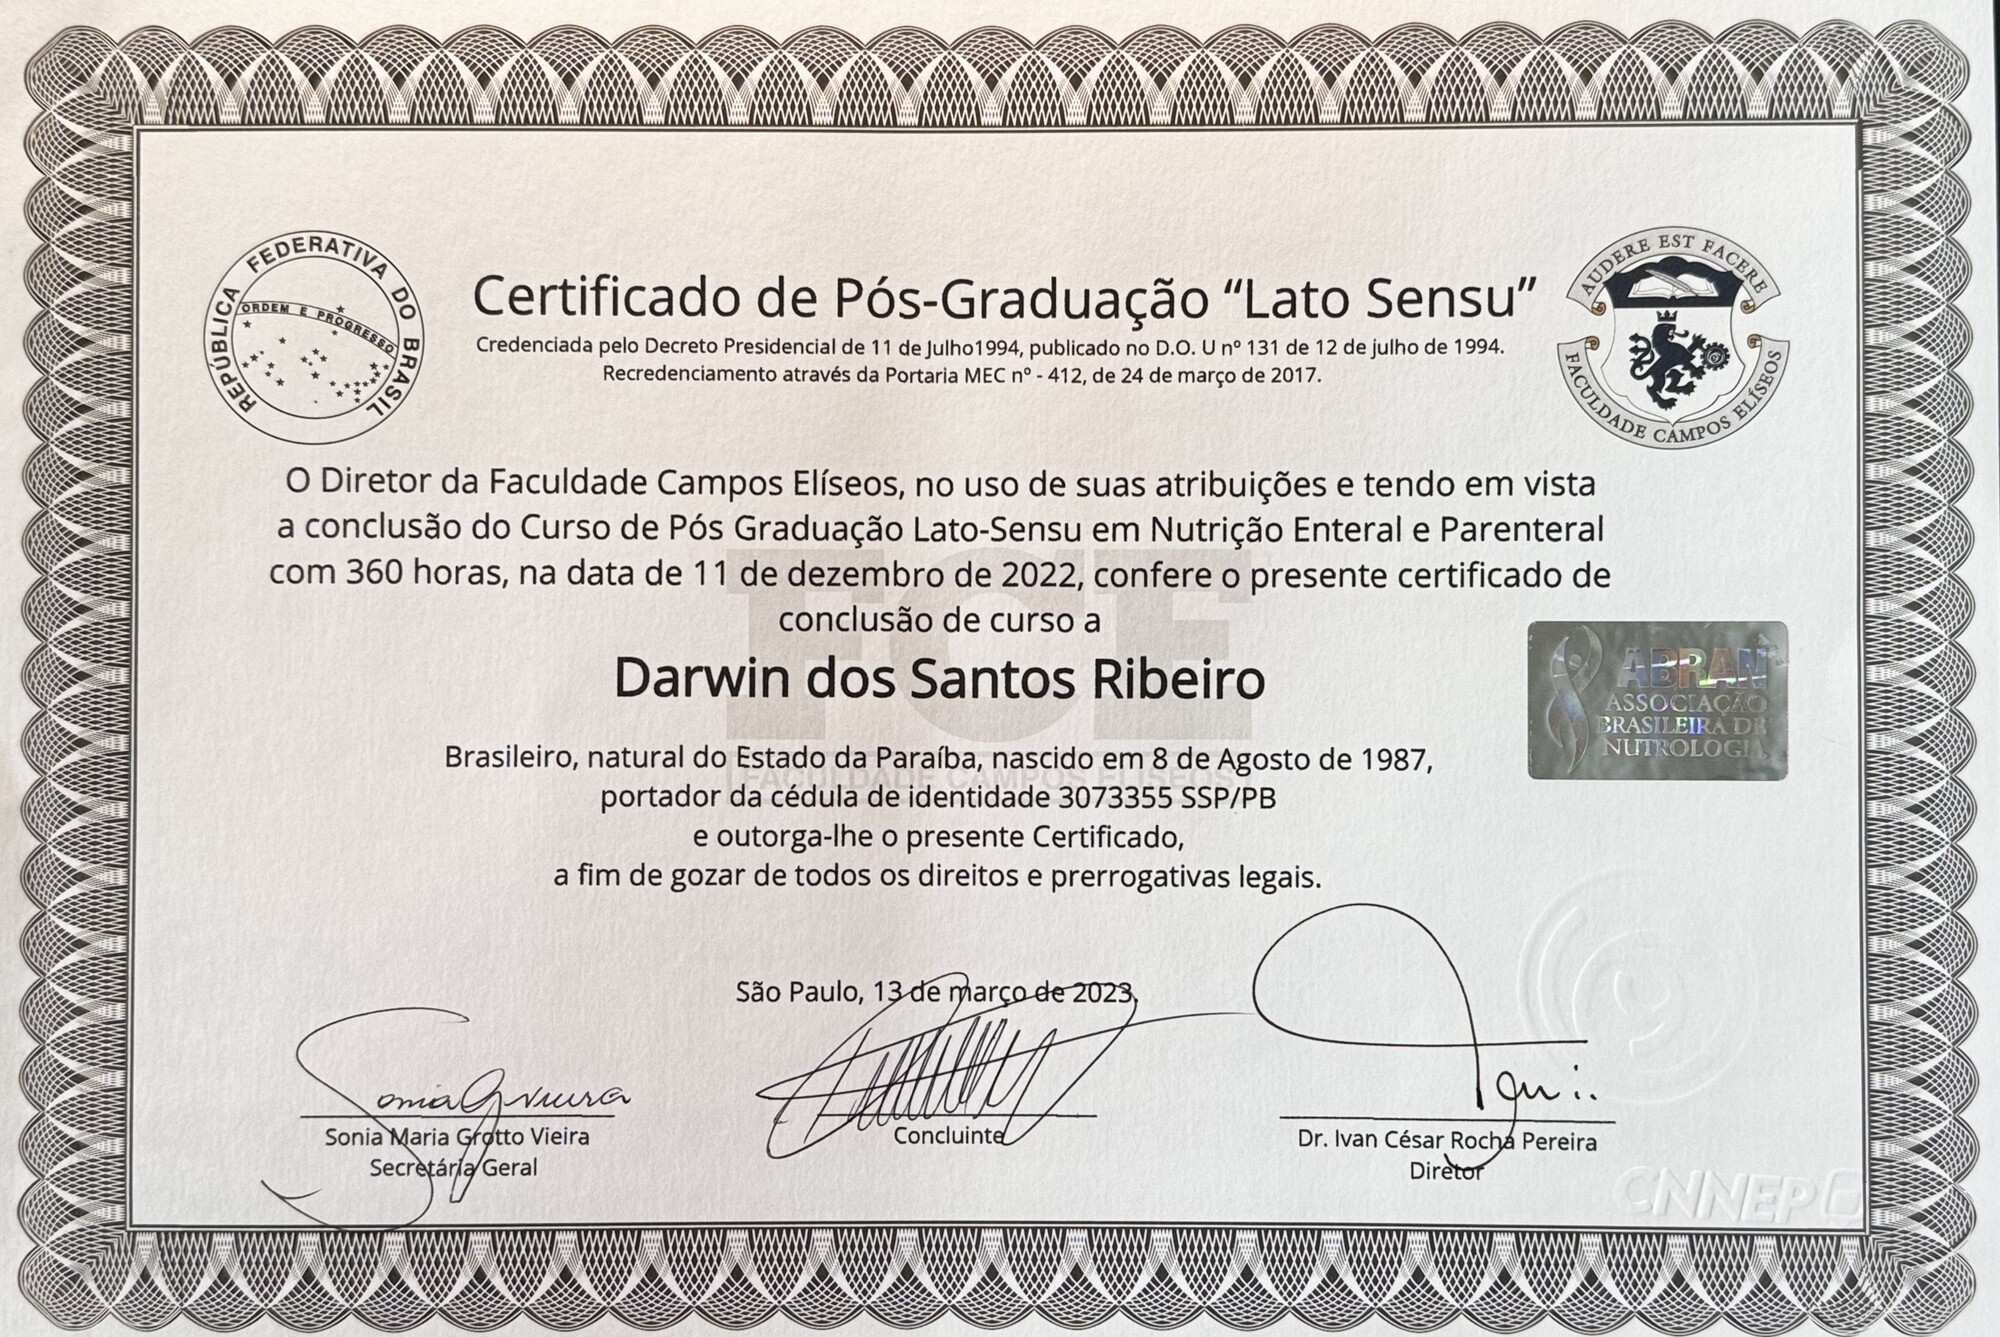 REPÚBLICA FEDERATIVA DO BRASIL
ORDEM E PROGRESSO
Certificado de Pós-Graduação “Lato Sensu”
AUDERE EST FACERE
FACULDADE CAMPOS ELÍSEOS
Credenciada pelo Decreto Presidencial de 11 de Julho1994, publicado no D.O. U nº 131 de 12 de julho de 1994.
Recredenciamento através da Portaria MEC nº - 412, de 24 de março de 2017.
O Diretor da Faculdade Campos Elíseos, no uso de suas atribuições e tendo em vista
a conclusão do Curso de Pós Graduação Lato-Sensu em Nutrição Enteral e Parenteral
com 360 horas, na data de 11 de dezembro de 2022, confere o presente certificado de
conclusão de curso a
FCE
Darwin dos Santos Ribeiro
ABRAN
ASSOCIAÇÃO
BRASILEIRA DE
NUTROLOGIA
Brasileiro, natural do Estado da Paraíba, nascido em 8 de Agosto de 1987,
FACULDADE CAMPOS ELÍSEOS
portador da cédula de identidade 3073355 SSP/PB
e outorga-lhe o presente Certificado,
a fim de gozar de todos os direitos e prerrogativas legais.
São Paulo, 13 de março de 2023,
Sonia G Vieira
Sonia Maria Grotto Vieira
Secretária Geral
Concluinte
Dr. Ivan César Rocha Pereira
Diretor
CNNEP